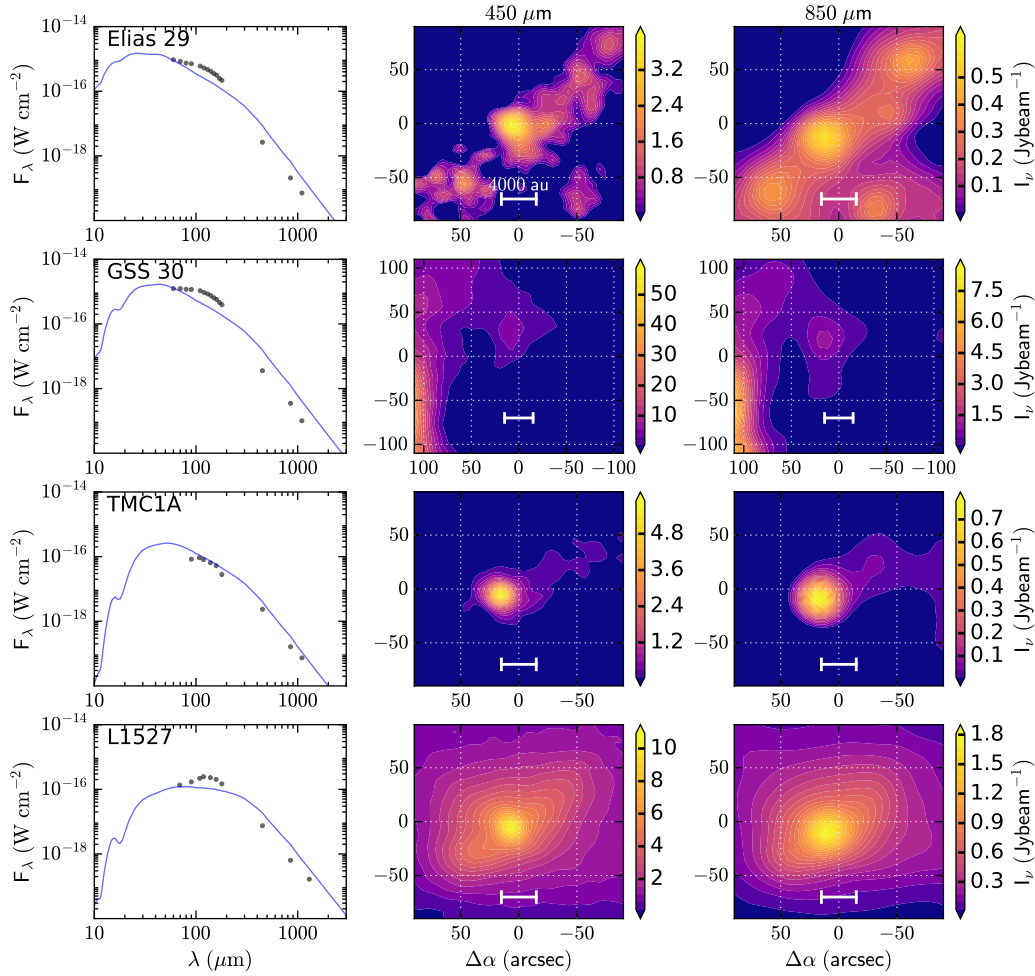 450 μm
850 μm
Elias 29
F_λ (W cm⁻²)
10⁻¹⁴
10⁻¹⁶
10⁻¹⁸
10 100 1000
50
0
−50
4000 au
50 0 −50
3.2
2.4
1.6
0.8
50
0
−50
50 0 −50
0.5
0.4
0.3
0.2
0.1
I_ν (Jybeam⁻¹)
GSS 30
F_λ (W cm⁻²)
10⁻¹⁴
10⁻¹⁶
10⁻¹⁸
10 100 1000
100
50
0
−50
−100
100 50 0 −50 −100
50
40
30
20
10
100
50
0
−50
−100
100 50 0 −50 −100
7.5
6.0
4.5
3.0
1.5
I_ν (Jybeam⁻¹)
TMC1A
F_λ (W cm⁻²)
10⁻¹⁴
10⁻¹⁶
10⁻¹⁸
10 100 1000
50
0
−50
50 0 −50
4.8
3.6
2.4
1.2
50
0
−50
50 0 −50
0.7
0.6
0.5
0.4
0.3
0.2
0.1
I_ν (Jybeam⁻¹)
L1527
F_λ (W cm⁻²)
10⁻¹⁴
10⁻¹⁶
10⁻¹⁸
10 100 1000
λ (μm)
50
0
−50
50 0 −50
Δα (arcsec)
10
8
6
4
2
50
0
−50
50 0 −50
Δα (arcsec)
1.8
1.5
1.2
0.9
0.6
0.3
I_ν (Jybeam⁻¹)